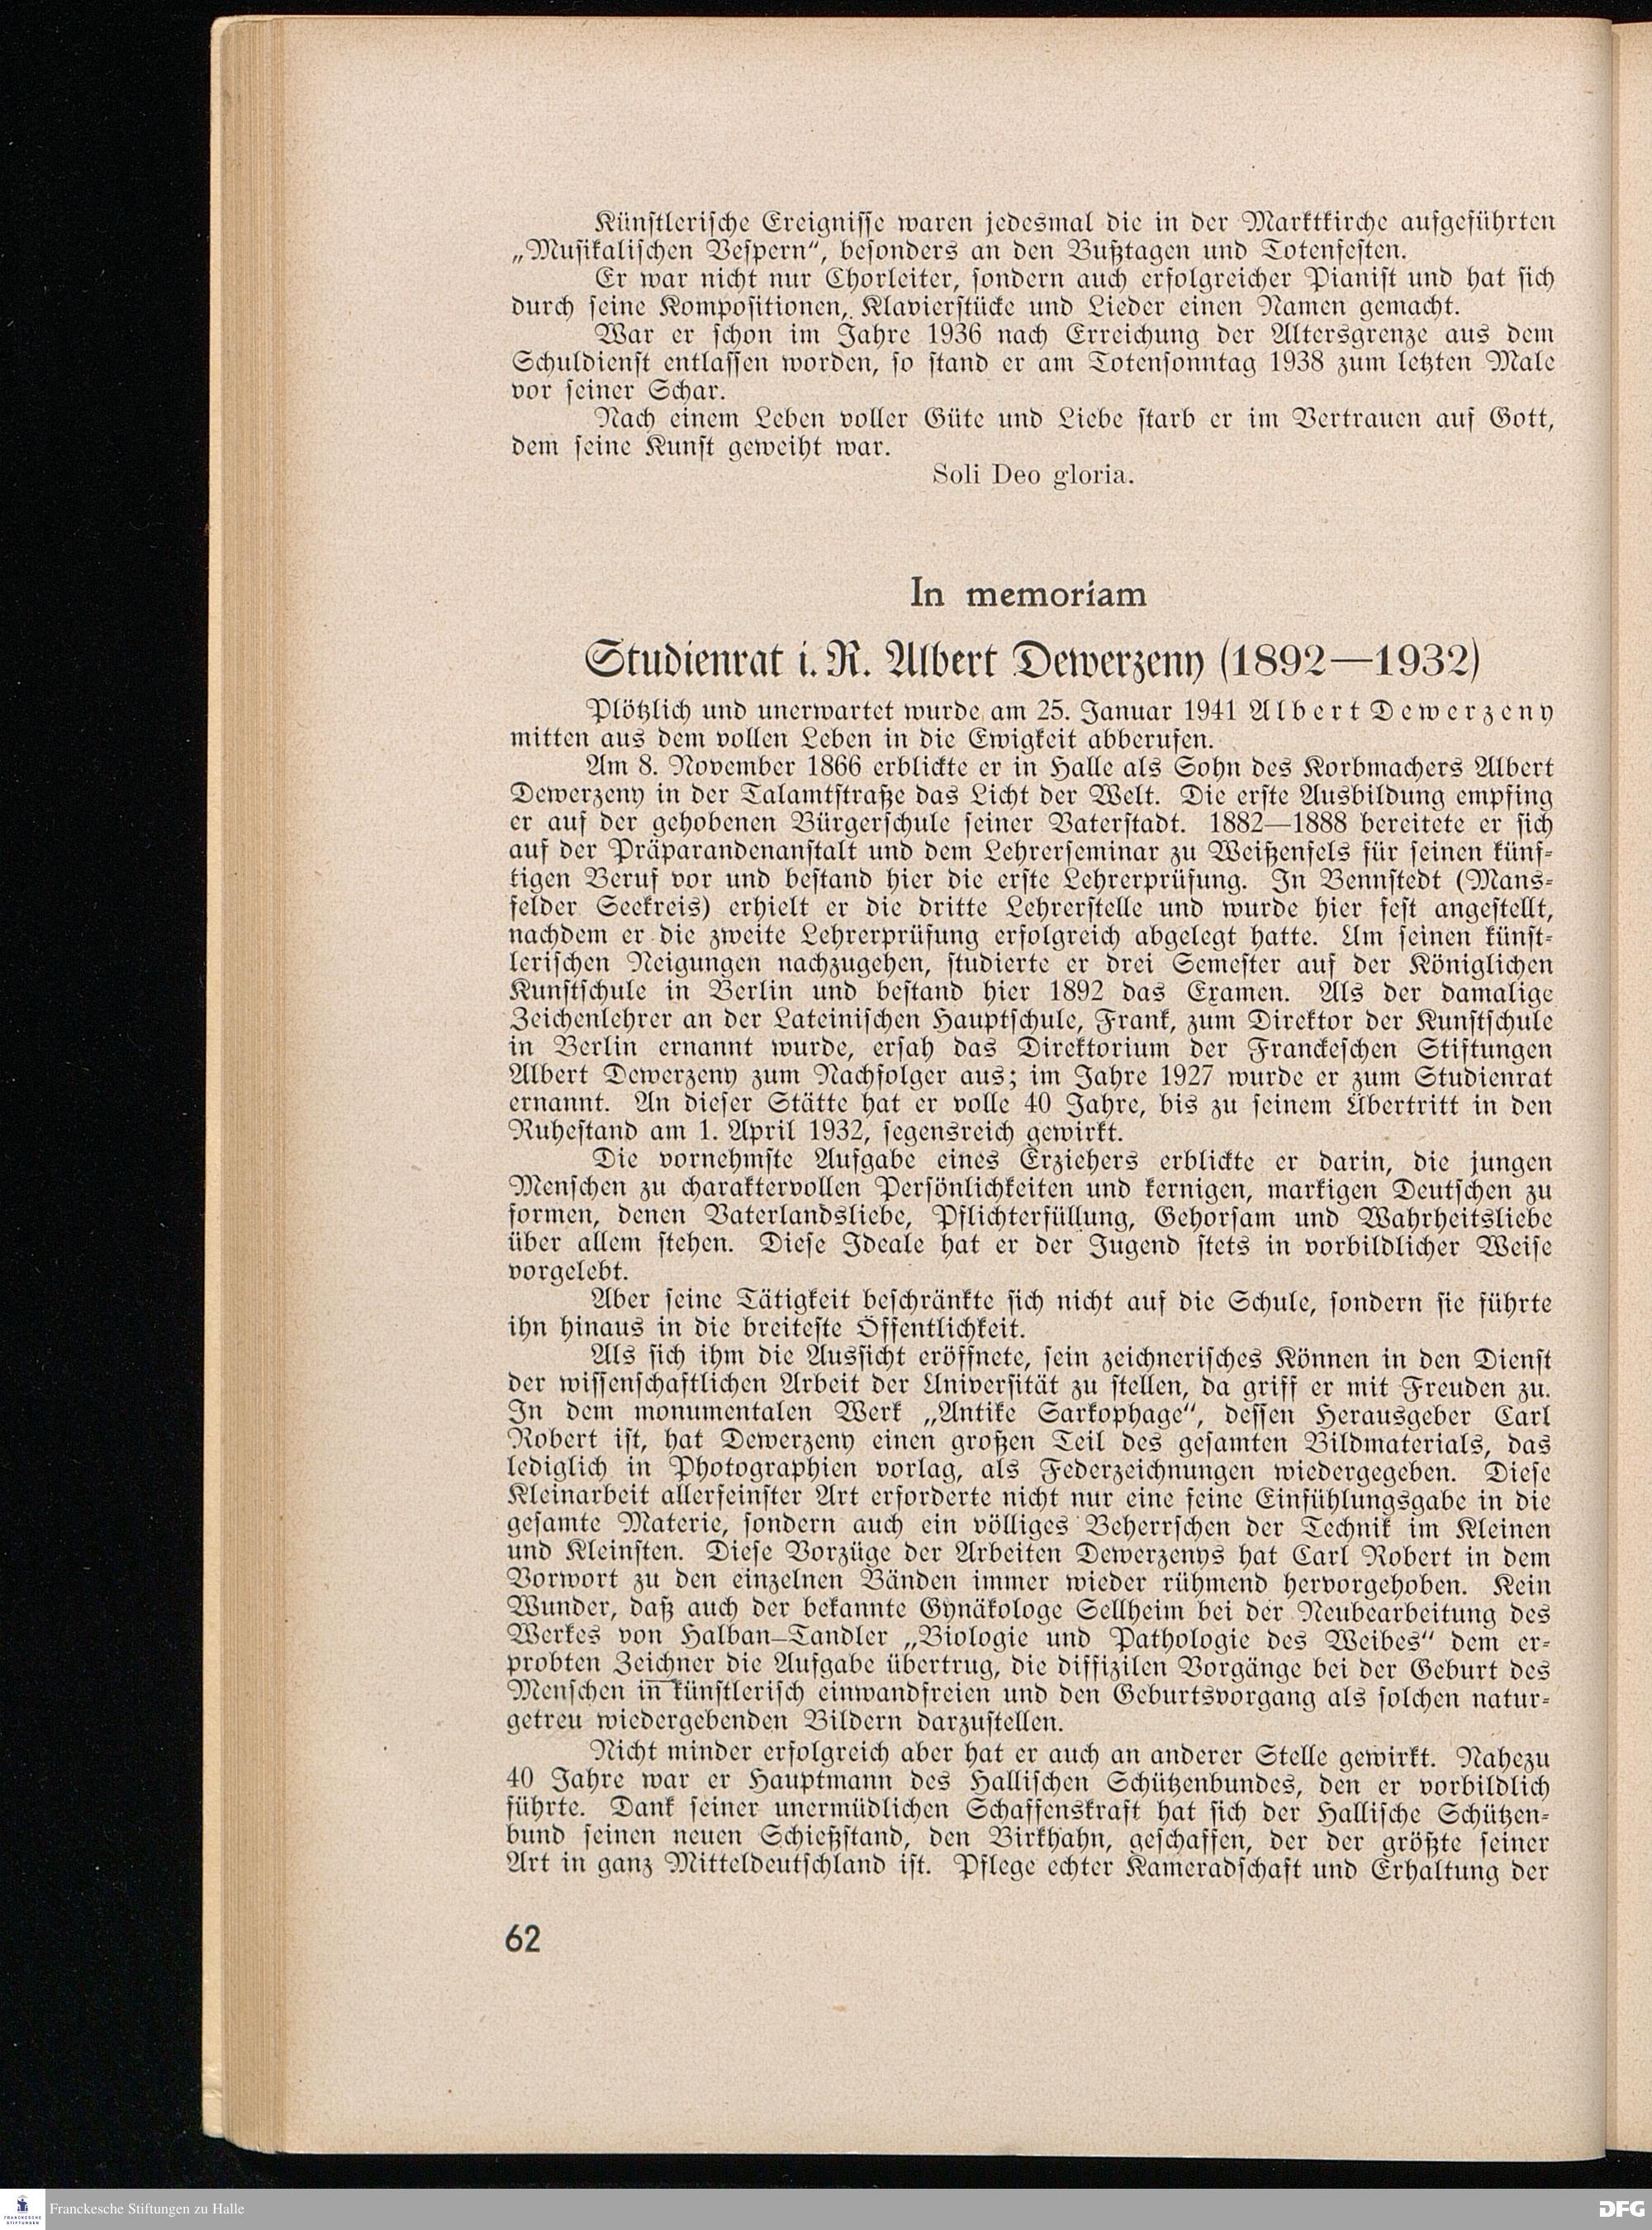 Künstlerische Ereignisse waren jedesmal die in der Marktkirche aufgeführten
„Musikalischen Vespern“, besonders an den Bußtagen und Totenfesten.
Er war nicht nur Chorleiter, sondern auch erfolgreicher Pianist und hat sich
durch seine Kompositionen, Klavierstücke und Lieder einen Namen gemacht.
War er schon im Jahre 1936 nach Erreichung der Altersgrenze aus dem
Schuldienst entlassen worden, so stand er am Totensonntag 1938 zum letzten Male
vor seiner Schar.
Nach einem Leben voller Güte und Liebe starb er im Vertrauen auf Gott,
dem seine Kunst geweiht war.
Soli Deo gloria.
In memoriam
Studienrat i. R. Albert Dewerzeny (1892—1932)
Plötzlich und unerwartet wurde am 25. Januar 1941 Albert Dewerzeny
mitten aus dem vollen Leben in die Ewigkeit abberufen.
Am 8. November 1866 erblickte er in Halle als Sohn des Korbmachers Albert
Dewerzeny in der Talamtstraße das Licht der Welt. Die erste Ausbildung empfing
er auf der gehobenen Bürgerschule seiner Vaterstadt. 1882—1888 bereitete er sich
auf der Präparandenanstalt und dem Lehrerseminar zu Weißenfels für seinen künf-
tigen Beruf vor und bestand hier die erste Lehrerprüfung. In Bennstedt (Mans-
felder Seekreis) erhielt er die dritte Lehrerstelle und wurde hier fest angestellt,
nachdem er die zweite Lehrerprüfung erfolgreich abgelegt hatte. Um seinen künst-
lerischen Neigungen nachzugehen, studierte er drei Semester auf der Königlichen
Kunstschule in Berlin und bestand hier 1892 das Examen. Als der damalige
Zeichenlehrer an der Lateinischen Hauptschule, Frank, zum Direktor der Kunstschule
in Berlin ernannt wurde, ersah das Direktorium der Franckeschen Stiftungen
Albert Dewerzeny zum Nachfolger aus; im Jahre 1927 wurde er zum Studienrat
ernannt. An dieser Stätte hat er volle 40 Jahre, bis zu seinem Übertritt in den
Ruhestand am 1. April 1932, segensreich gewirkt.
Die vornehmste Aufgabe eines Erziehers erblickte er darin, die jungen
Menschen zu charaktervollen Persönlichkeiten und kernigen, markigen Deutschen zu
formen, denen Vaterlandsliebe, Pflichterfüllung, Gehorsam und Wahrheitsliebe
über allem stehen. Diese Ideale hat er der Jugend stets in vorbildlicher Weise
vorgelebt.
Aber seine Tätigkeit beschränkte sich nicht auf die Schule, sondern sie führte
ihn hinaus in die breiteste Öffentlichkeit.
Als sich ihm die Aussicht eröffnete, sein zeichnerisches Können in den Dienst
der wissenschaftlichen Arbeit der Universität zu stellen, da griff er mit Freuden zu.
In dem monumentalen Werk „Antike Sarkophage“, dessen Herausgeber Carl
Robert ist, hat Dewerzeny einen großen Teil des gesamten Bildmaterials, das
lediglich in Photographien vorlag, als Federzeichnungen wiedergegeben. Diese
Kleinarbeit allerfeinster Art erforderte nicht nur eine feine Einfühlungsgabe in die
gesamte Materie, sondern auch ein völliges Beherrschen der Technik im Kleinen
und Kleinsten. Diese Vorzüge der Arbeiten Dewerzenys hat Carl Robert in dem
Vorwort zu den einzelnen Bänden immer wieder rühmend hervorgehoben. Kein
Wunder, daß auch der bekannte Gynäkologe Sellheim bei der Neubearbeitung des
Werkes von Halban—Tandler „Biologie und Pathologie des Weibes“ dem er-
probten Zeichner die Aufgabe übertrug, die diffizilen Vorgänge bei der Geburt des
Menschen in künstlerisch einwandfreien und den Geburtsvorgang als solchen natur-
getreu wiedergebenden Bildern darzustellen.
Nicht minder erfolgreich aber hat er auch an anderer Stelle gewirkt. Nahezu
40 Jahre war er Hauptmann des Hallischen Schützenbundes, den er vorbildlich
führte. Dank seiner unermüdlichen Schaffenskraft hat sich der Hallische Schützen-
bund seinen neuen Schießstand, den Birkhahn, geschaffen, der der größte seiner
Art in ganz Mitteldeutschland ist. Pflege echter Kameradschaft und Erhaltung der
62
FRANCKESCHE
STIFTUNGEN
Franckesche Stiftungen zu Halle
DFG